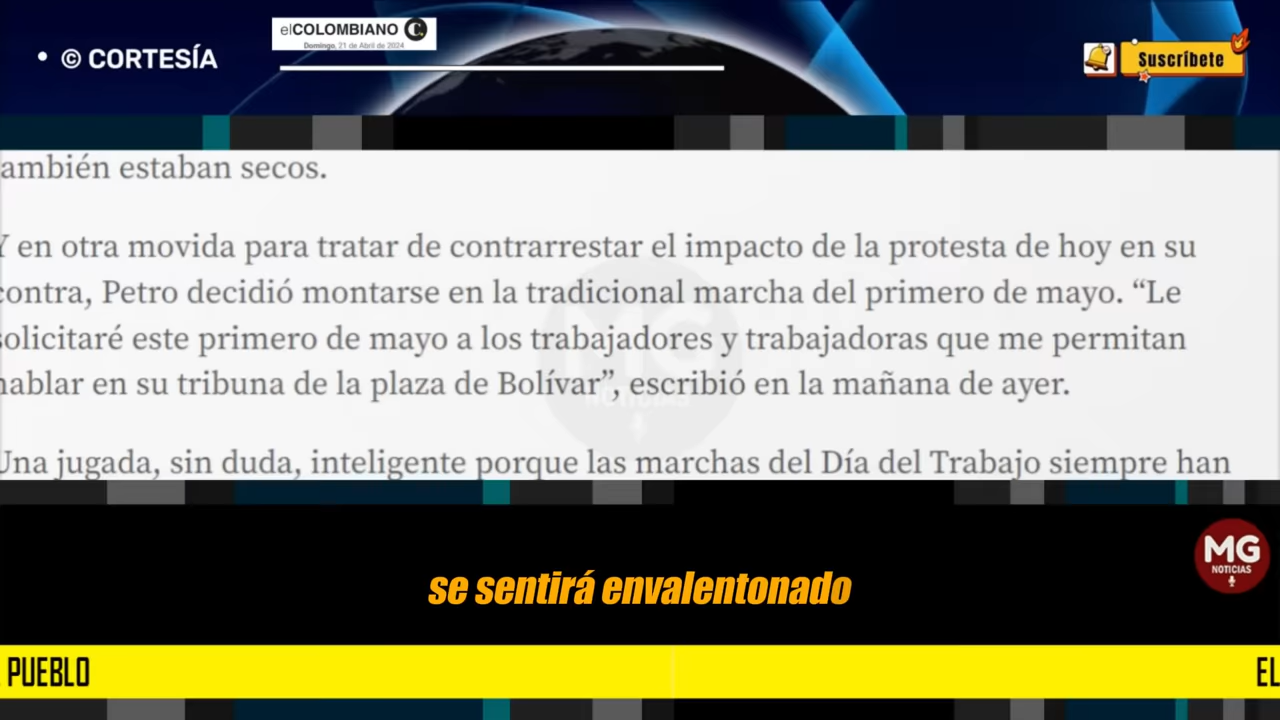 elCOLOMBIANO C
Domingo, 21 de Abril de 2024
• © CORTESÍA
Suscríbete
ambién estaban secos.
Y en otra movida para tratar de contrarrestar el impacto de la protesta de hoy en su
contra, Petro decidió montarse en la tradicional marcha del primero de mayo. “Le
solicitaré este primero de mayo a los trabajadores y trabajadoras que me permitan
hablar en su tribuna de la plaza de Bolívar”, escribió en la mañana de ayer.
Una jugada, sin duda, inteligente porque las marchas del Día del Trabajo siempre han
MG
NOTICIAS
MG
NOTICIAS
se sentirá envalentonado
PUEBLO
EL